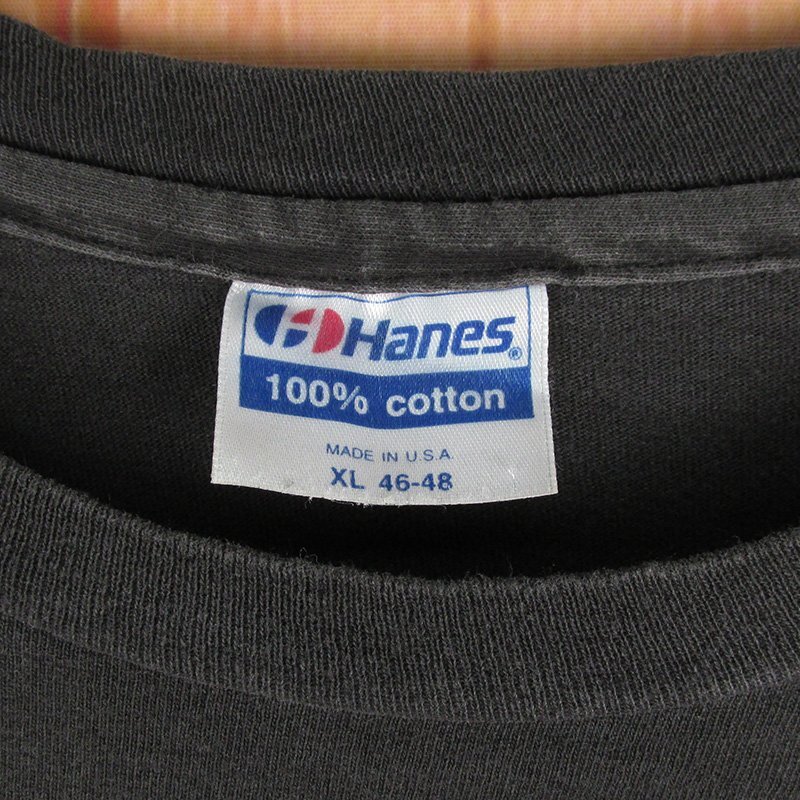 Hanes®
100% cotton
MADE IN U.S.A.
XL 46-48